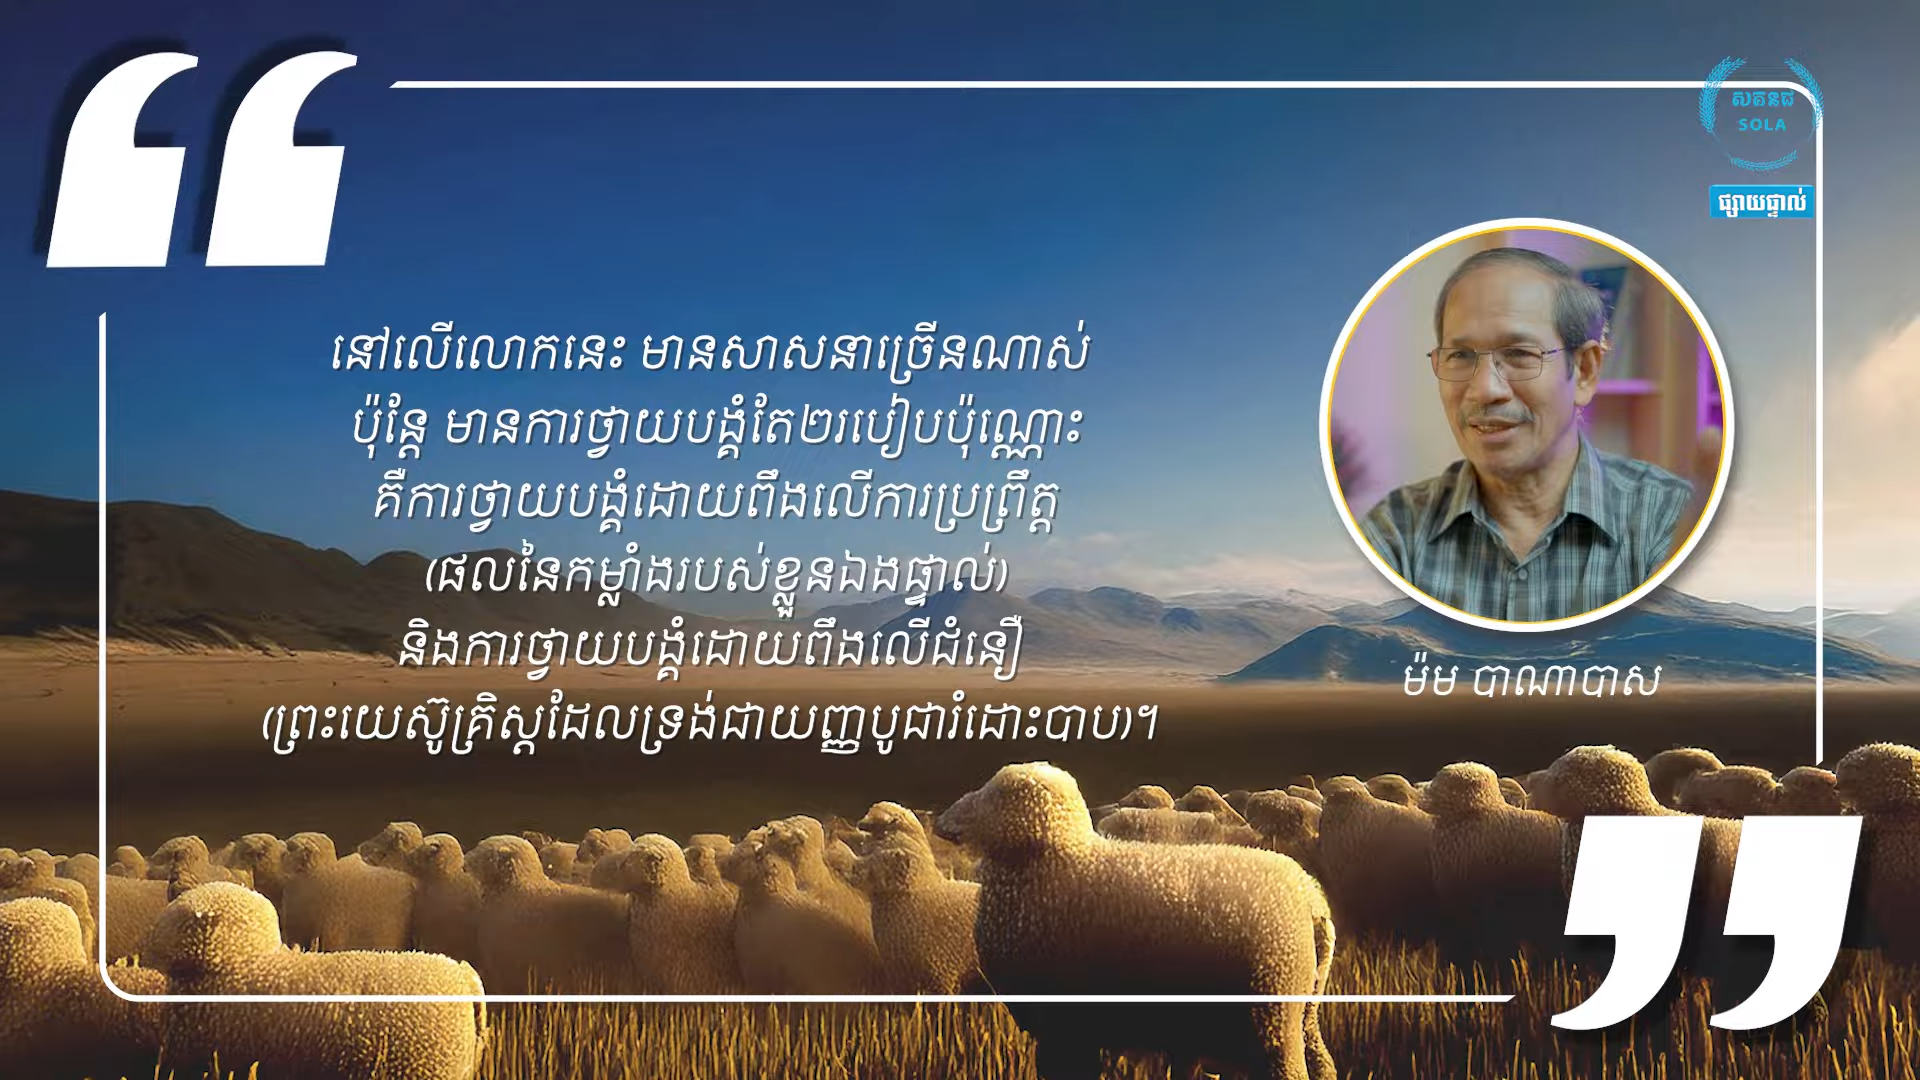 សតនជ
SOLA
ផ្សាយផ្ទាល់
នៅលើលោកនេះ មានសាសនាច្រើនណាស់
ប៉ុន្តែ មានការថ្វាយបង្គំតែ២របៀបប៉ុណ្ណោះ
គឺការថ្វាយបង្គំដោយពឹងលើការប្រព្រឹត្ត
(ផលនៃកម្លាំងរបស់ខ្លួនឯងផ្ទាល់)
និងការថ្វាយបង្គំដោយពឹងលើជំនឿ
(ព្រះយេស៊ូគ្រិស្តដែលទ្រង់ជាយញ្ញបូជារំដោះបាប)។
ម៉ម បាណាបាស